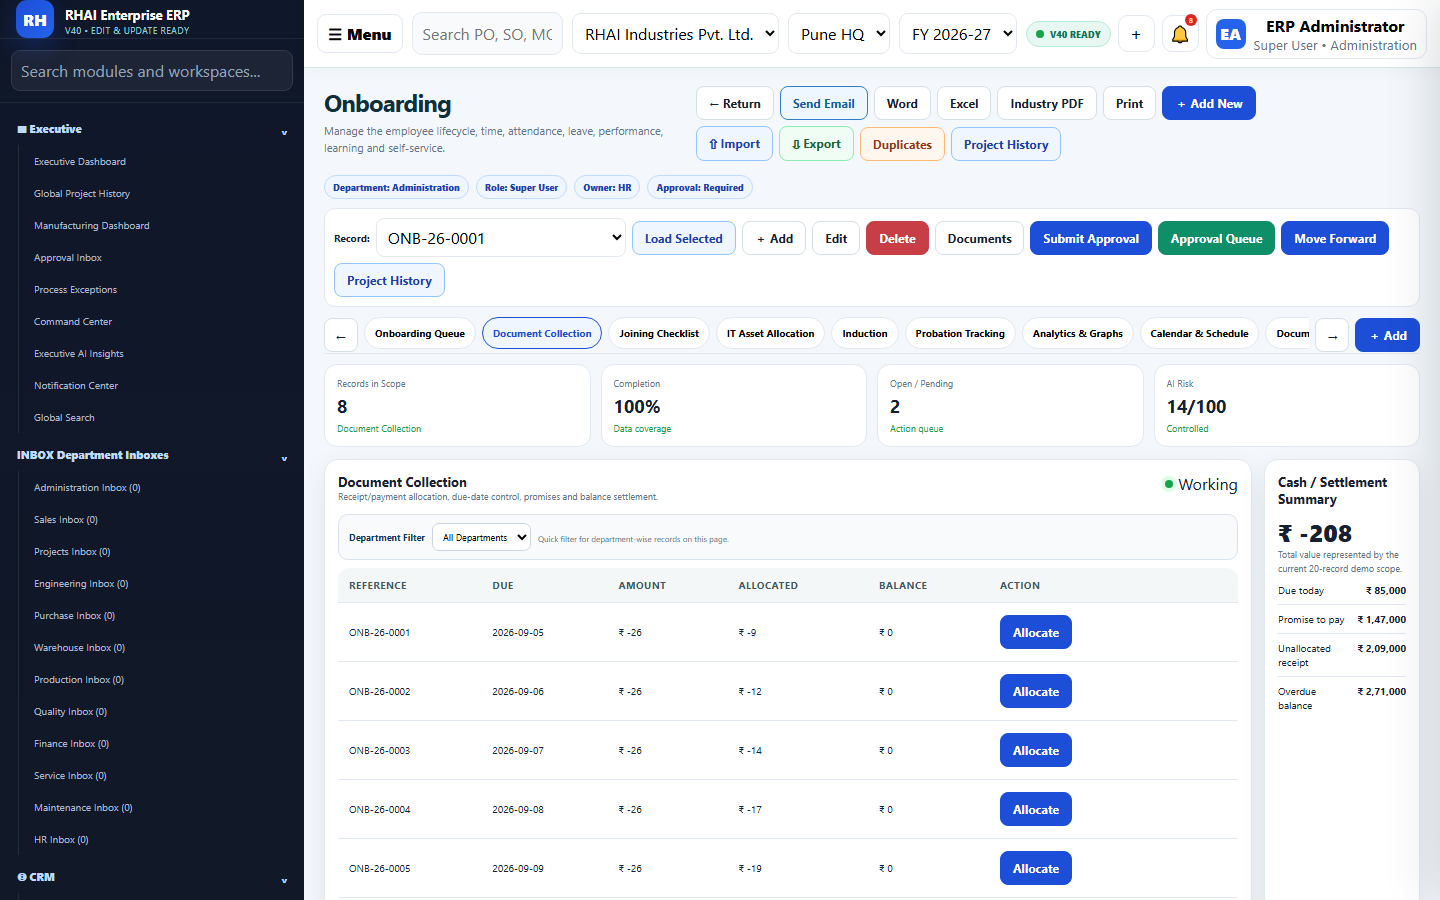 RH
RHAI Enterprise ERP
V40 • EDIT & UPDATE READY
Search modules and workspaces...
Executive
Executive Dashboard
Global Project History
Manufacturing Dashboard
Approval Inbox
Process Exceptions
Command Center
Executive AI Insights
Notification Center
Global Search
INBOX Department Inboxes
Administration Inbox (0)
Sales Inbox (0)
Projects Inbox (0)
Engineering Inbox (0)
Purchase Inbox (0)
Warehouse Inbox (0)
Production Inbox (0)
Quality Inbox (0)
Finance Inbox (0)
Service Inbox (0)
Maintenance Inbox (0)
HR Inbox (0)
CRM
☰ Menu
Search PO, SO, MO
RHAI Industries Pvt. Ltd.
Pune HQ
FY 2026-27
V40 READY
+
8
EA
ERP Administrator
Super User • Administration
Onboarding
Manage the employee lifecycle, time, attendance, leave, performance,
learning and self-service.
← Return
Send Email
Word
Excel
Industry PDF
Print
+ Add New
⇧ Import
⇩ Export
Duplicates
Project History
Department: Administration
Role: Super User
Owner: HR
Approval: Required
Record:
ONB-26-0001
Load Selected
+ Add
Edit
Delete
Documents
Submit Approval
Approval Queue
Move Forward
Project History
←
Onboarding Queue
Document Collection
Joining Checklist
IT Asset Allocation
Induction
Probation Tracking
Analytics & Graphs
Calendar & Schedule
Docum
→
+ Add
Records in Scope
8
Document Collection
Completion
100%
Data coverage
Open / Pending
2
Action queue
AI Risk
14/100
Controlled
Document Collection
Receipt/payment allocation, due-date control, promises and balance settlement.
Working
Department Filter
All Departments
Quick filter for department-wise records on this page.
REFERENCE DUE AMOUNT ALLOCATED BALANCE ACTION
ONB-26-0001 2026-09-05 ₹ -26 ₹ -9 ₹ 0 Allocate
ONB-26-0002 2026-09-06 ₹ -26 ₹ -12 ₹ 0 Allocate
ONB-26-0003 2026-09-07 ₹ -26 ₹ -14 ₹ 0 Allocate
ONB-26-0004 2026-09-08 ₹ -26 ₹ -17 ₹ 0 Allocate
ONB-26-0005 2026-09-09 ₹ -26 ₹ -19 ₹ 0 Allocate
Cash / Settlement
Summary
₹ -208
Total value represented by the
current 20-record demo scope.
Due today ₹ 85,000
Promise to pay ₹ 1,47,000
Unallocated
receipt ₹ 2,09,000
Overdue
balance ₹ 2,71,000